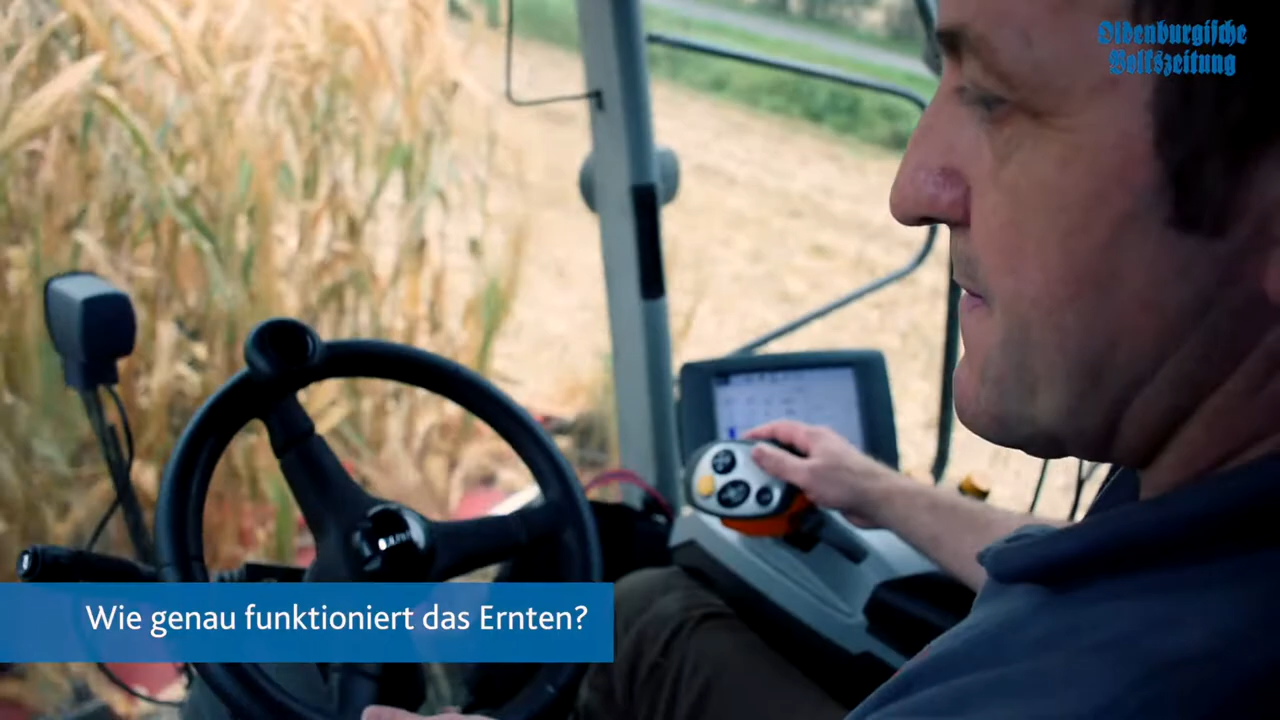 Oldenburgische
Volkszeitung
Wie genau funktioniert das Ernten?